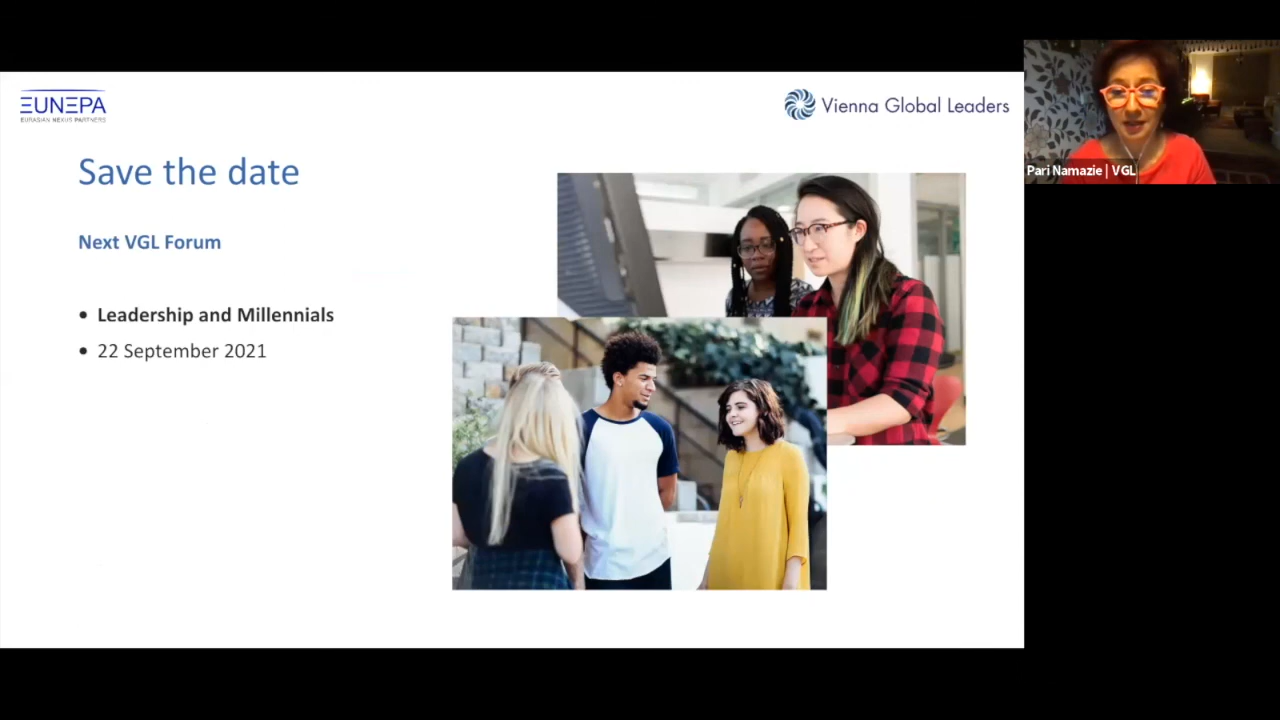 EUNEPA
EURASIAN NEXUS PARTNERS
Vienna Global Leaders
Save the date
Next VGL Forum
• Leadership and Millennials
• 22 September 2021
Pari Namazie | VGL